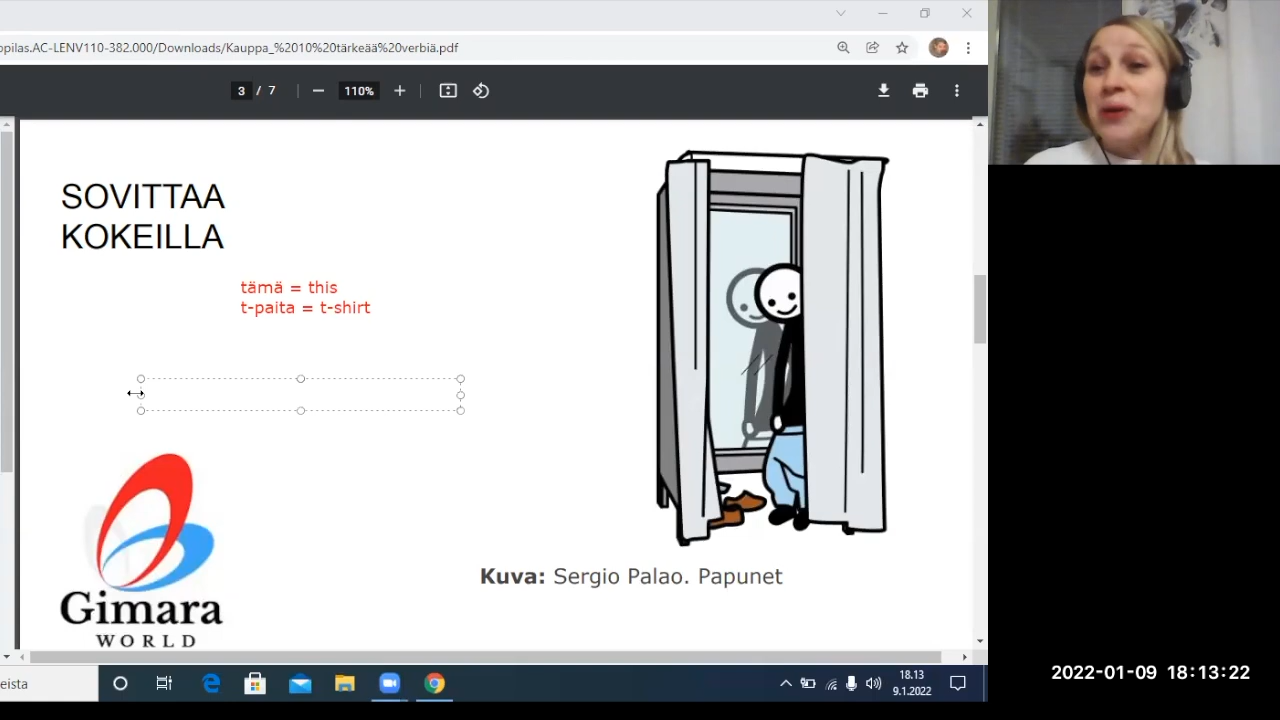 opilas.AC-LENV110-382.000/Downloads/Kauppa_%2010%20tärkeää%20verbiä.pdf
3 / 7
110%
SOVITTAA
KOKEILLA
tämä = this
t-paita = t-shirt
Kuva: Sergio Palao. Papunet
Gimara
WORLD
eista
18.13
9.1.2022
2022-01-09 18:13:22